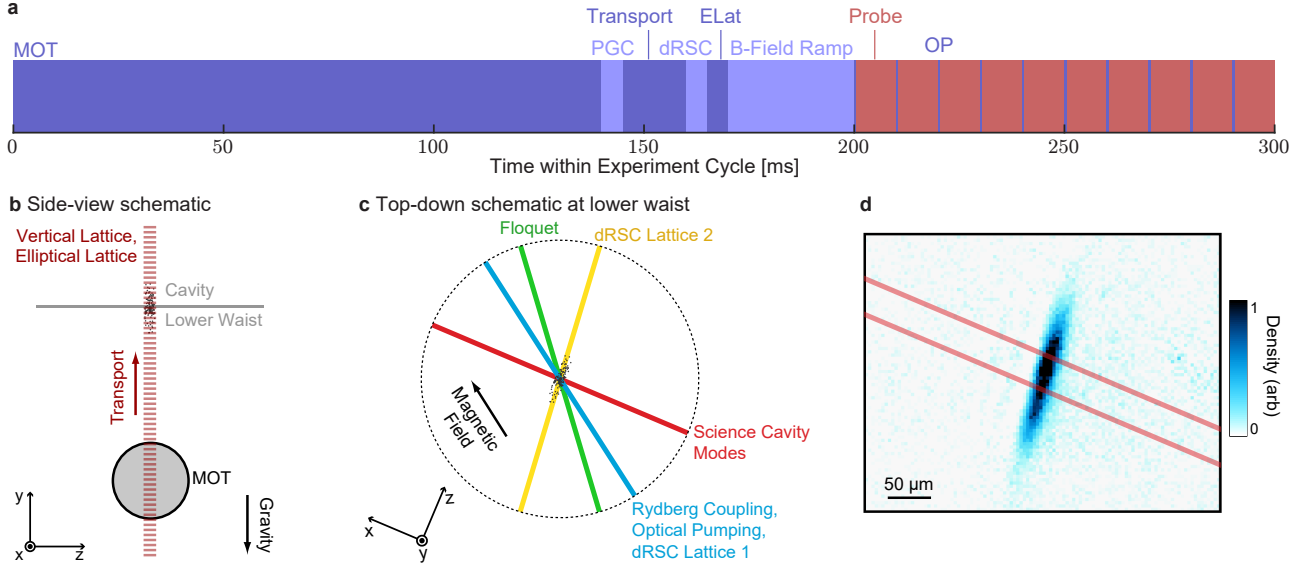 a
Transport
ELat
Probe
MOT
PGC
dRSC
B-Field Ramp
OP
0
50
100
150
200
250
300
Time within Experiment Cycle [ms]
b Side-view schematic
Vertical Lattice,
Elliptical Lattice
Cavity
Lower Waist
Transport
MOT
Gravity
y
x
z
c Top-down schematic at lower waist
Floquet
dRSC Lattice 2
Magnetic
Field
Science Cavity
Modes
Rydberg Coupling,
Optical Pumping,
dRSC Lattice 1
z
x
y
d
50 μm
1
0
Density (arb)